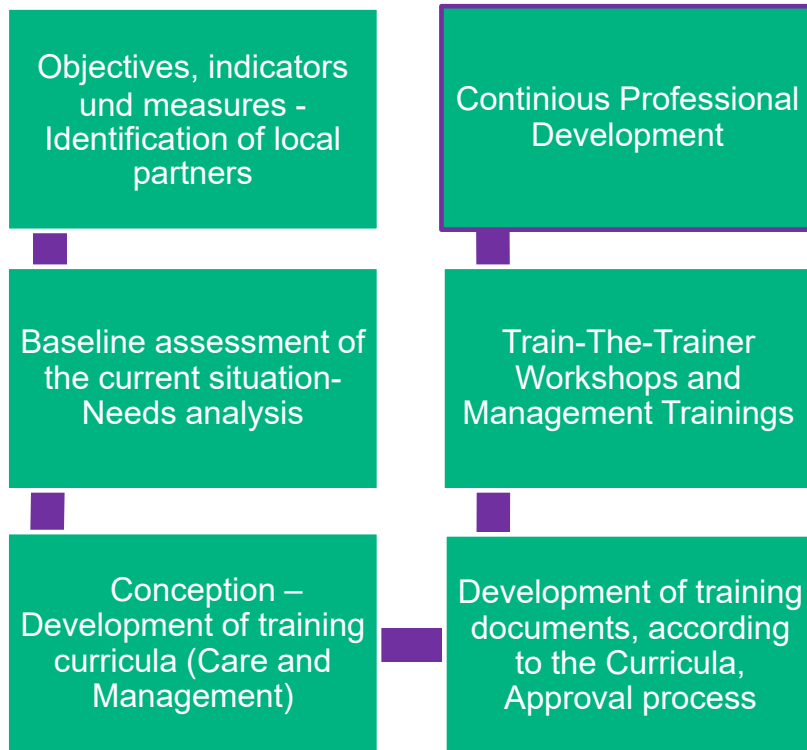 Objectives, indicators
und measures -
Identification of local
partners
Baseline assessment of
the current situation-
Needs analysis
Conception –
Development of training
curricula (Care and
Management)
Development of training
documents, according
to the Curricula,
Approval process
Train-The-Trainer
Workshops and
Management Trainings
Continious Professional
Development